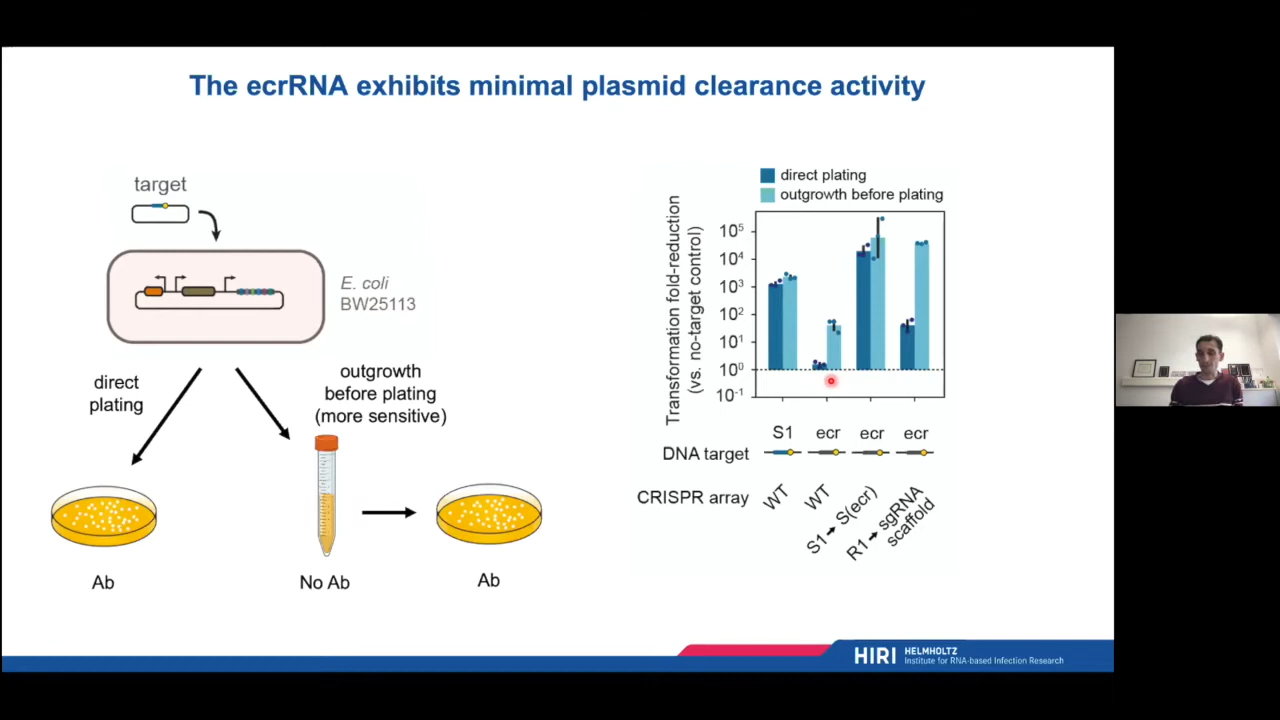 The ecrRNA exhibits minimal plasmid clearance activity
target
E. coli
BW25113
direct
plating
outgrowth
before plating
(more sensitive)
Ab
No Ab
Ab
direct plating
outgrowth before plating
Transformation fold-reduction
(vs. no-target control)
10⁵
10⁴
10³
10²
10¹
10⁰
10⁻¹
S1 ecr ecr ecr
DNA target
CRISPR array
WT
WT
S1 → S(ecr)
R1 → sgRNA
scaffold
HIRI
HELMHOLTZ
Institute for RNA-based Infection Research